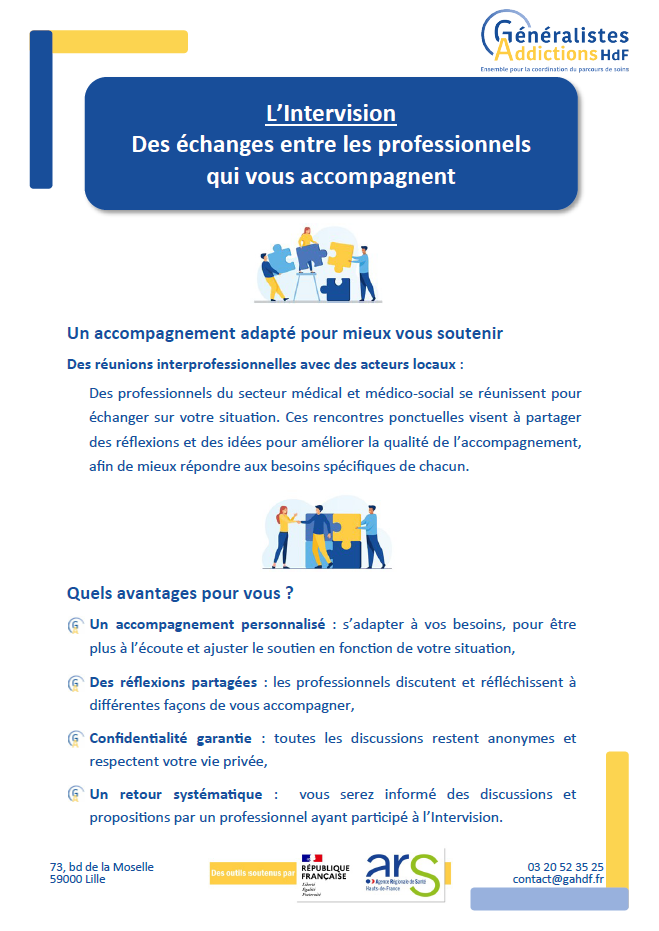 Généralistes
Addictions HdF
Ensemble pour la coordination du parcours de soins
L'Intervision
Des échanges entre les professionnels
qui vous accompagnent
Un accompagnement adapté pour mieux vous soutenir
Des réunions interprofessionnelles avec des acteurs locaux :
Des professionnels du secteur médical et médico-social se réunissent pour
échanger sur votre situation. Ces rencontres ponctuelles visent à partager
des réflexions et des idées pour améliorer la qualité de l'accompagnement,
afin de mieux répondre aux besoins spécifiques de chacun.
Quels avantages pour vous ?
Un accompagnement personnalisé : s'adapter à vos besoins, pour être
plus à l'écoute et ajuster le soutien en fonction de votre situation,
Des réflexions partagées : les professionnels discutent et réfléchissent à
différentes façons de vous accompagner,
Confidentialité garantie : toutes les discussions restent anonymes et
respectent votre vie privée,
Un retour systématique : vous serez informé des discussions et
propositions par un professionnel ayant participé à l'Intervision.
73, bd de la Moselle
59000 Lille
Des outils soutenus par
RÉPUBLIQUE
FRANÇAISE
Liberté
Égalité
Fraternité
ars
Agence Régionale de Santé
Hauts-de-France
03 20 52 35 25
contact@gahdf.fr